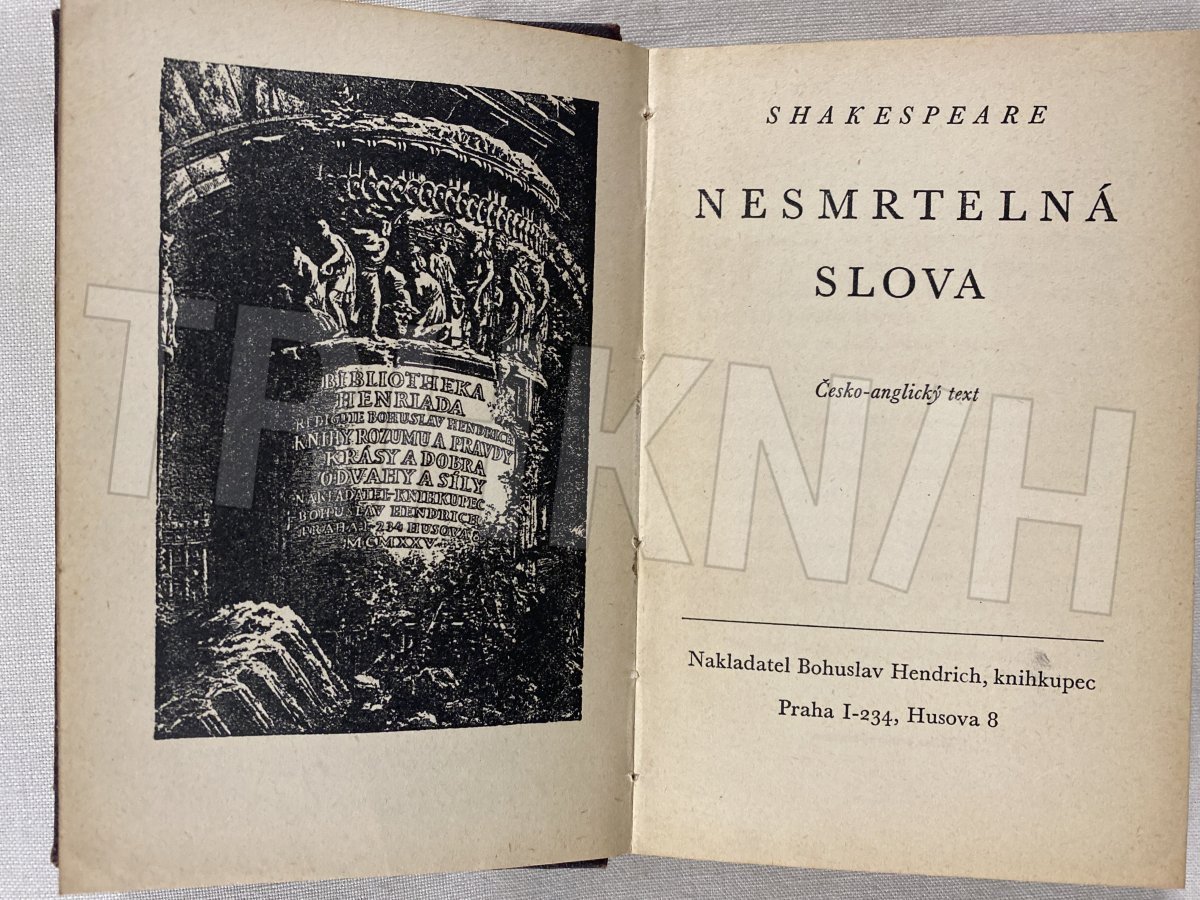 BIBLIOTHEKA
HENRIADA
REDIGUJE BOHUSLAV HENDRICH
KNIHY ROZUMU A PRAVDY
KRÁSY A DOBRA
ODVAHY A SÍLY
NAKLADATEL-KNIHKUPEC
BOHUSLAV HENDRICH
PRAHA I-234 HUSOVA
MCMXXV
SHAKESPEARE
NESMRTELNÁ
SLOVA
Česko-anglický text
Nakladatel Bohuslav Hendrich, knihkupec
Praha I-234, Husova 8